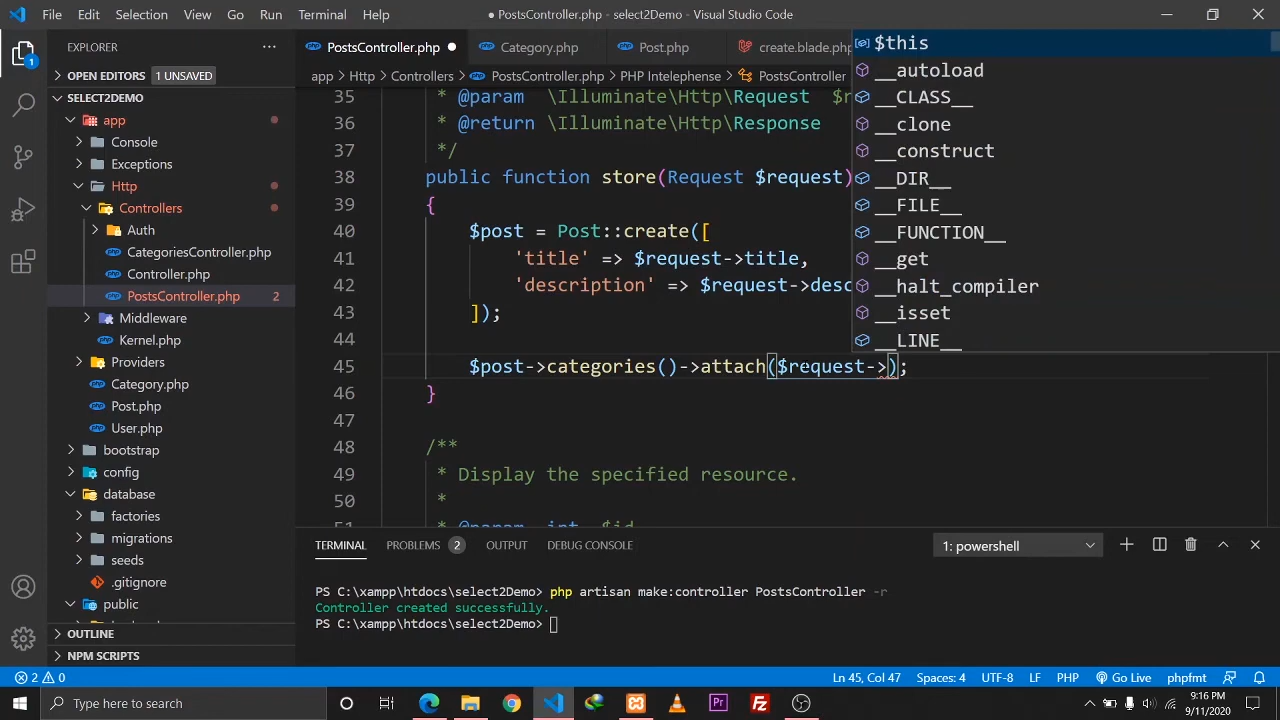 File Edit Selection View Go Run Terminal Help
● PostsController.php - select2Demo - Visual Studio Code
EXPLORER
OPEN EDITORS 1 UNSAVED
SELECT2DEMO
app
Console
Exceptions
Http
Controllers
Auth
CategoriesController.php
Controller.php
PostsController.php 2
Middleware
Kernel.php
Providers
Category.php
Post.php
User.php
bootstrap
config
database
factories
migrations
seeds
.gitignore
public
OUTLINE
NPM SCRIPTS
PostsController.php ● Category.php Post.php create.blade.php
app > Http > Controllers > PostsController.php > PHP Intelephense > PostsController
35 * @param \Illuminate\Http\Request
36 * @return \Illuminate\Http\Response
37 */
38 public function store(Request $request)
39 {
40 $post = Post::create([
41 'title' => $request->title,
42 'description' => $request->desc
43 ]);
44
45 $post->categories()->attach($request->);
46 }
47
48 /**
49 * Display the specified resource.
50 *
51 * @param int $id
$this
__autoload
__CLASS__
__clone
__construct
__DIR__
__FILE__
__FUNCTION__
__get
__halt_compiler
__isset
__LINE__
TERMINAL PROBLEMS 2 OUTPUT DEBUG CONSOLE 1: powershell
PS C:\xampp\htdocs\select2Demo> php artisan make:controller PostsController -r
Controller created successfully.
PS C:\xampp\htdocs\select2Demo>
2 0 Ln 45, Col 47 Spaces: 4 UTF-8 LF PHP Go Live phpfmt
Type here to search
9:16 PM
9/11/2020